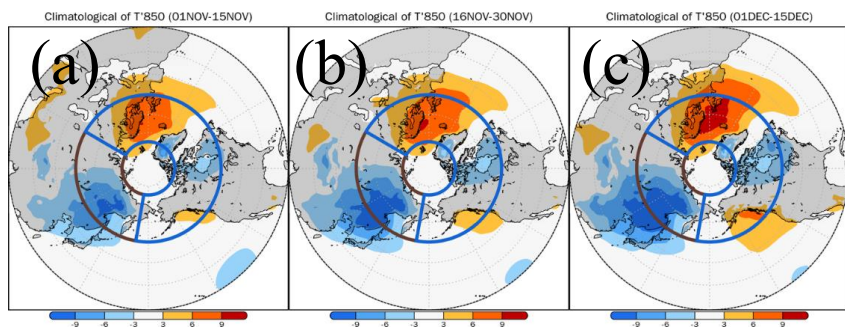 Climatological of T'850 (01NOV-15NOV)
Climatological of T'850 (16NOV-30NOV)
Climatological of T'850 (01DEC-15DEC)
(a)
(b)
(c)
-9 -6 -3 3 6 9
-9 -6 -3 3 6 9
-9 -6 -3 3 6 9